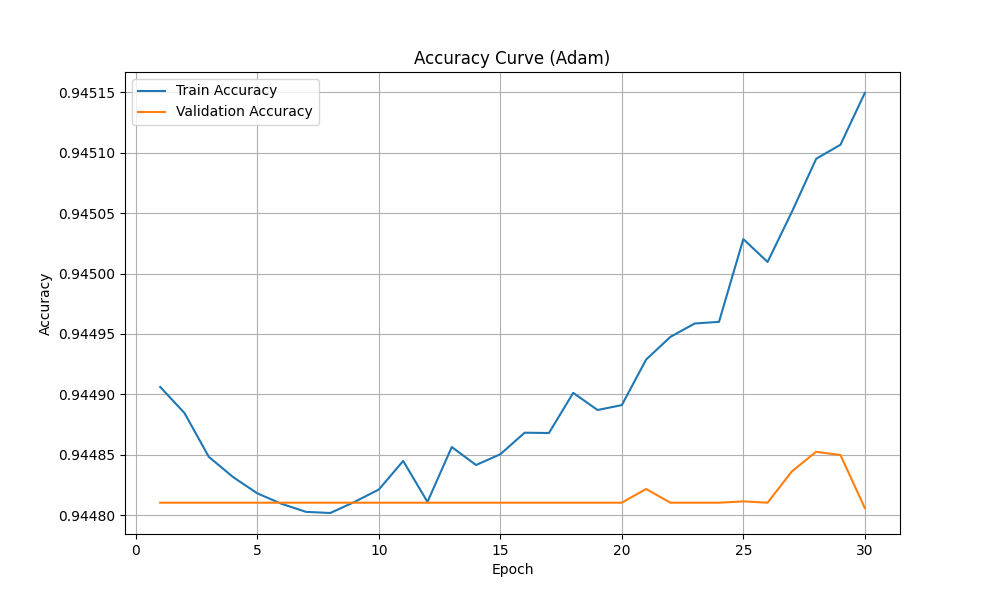 Accuracy Curve (Adam)
Train Accuracy
Validation Accuracy
0.94515
0.94510
0.94505
0.94500
0.94495
0.94490
0.94485
0.94480
Accuracy
0 5 10 15 20 25 30
Epoch